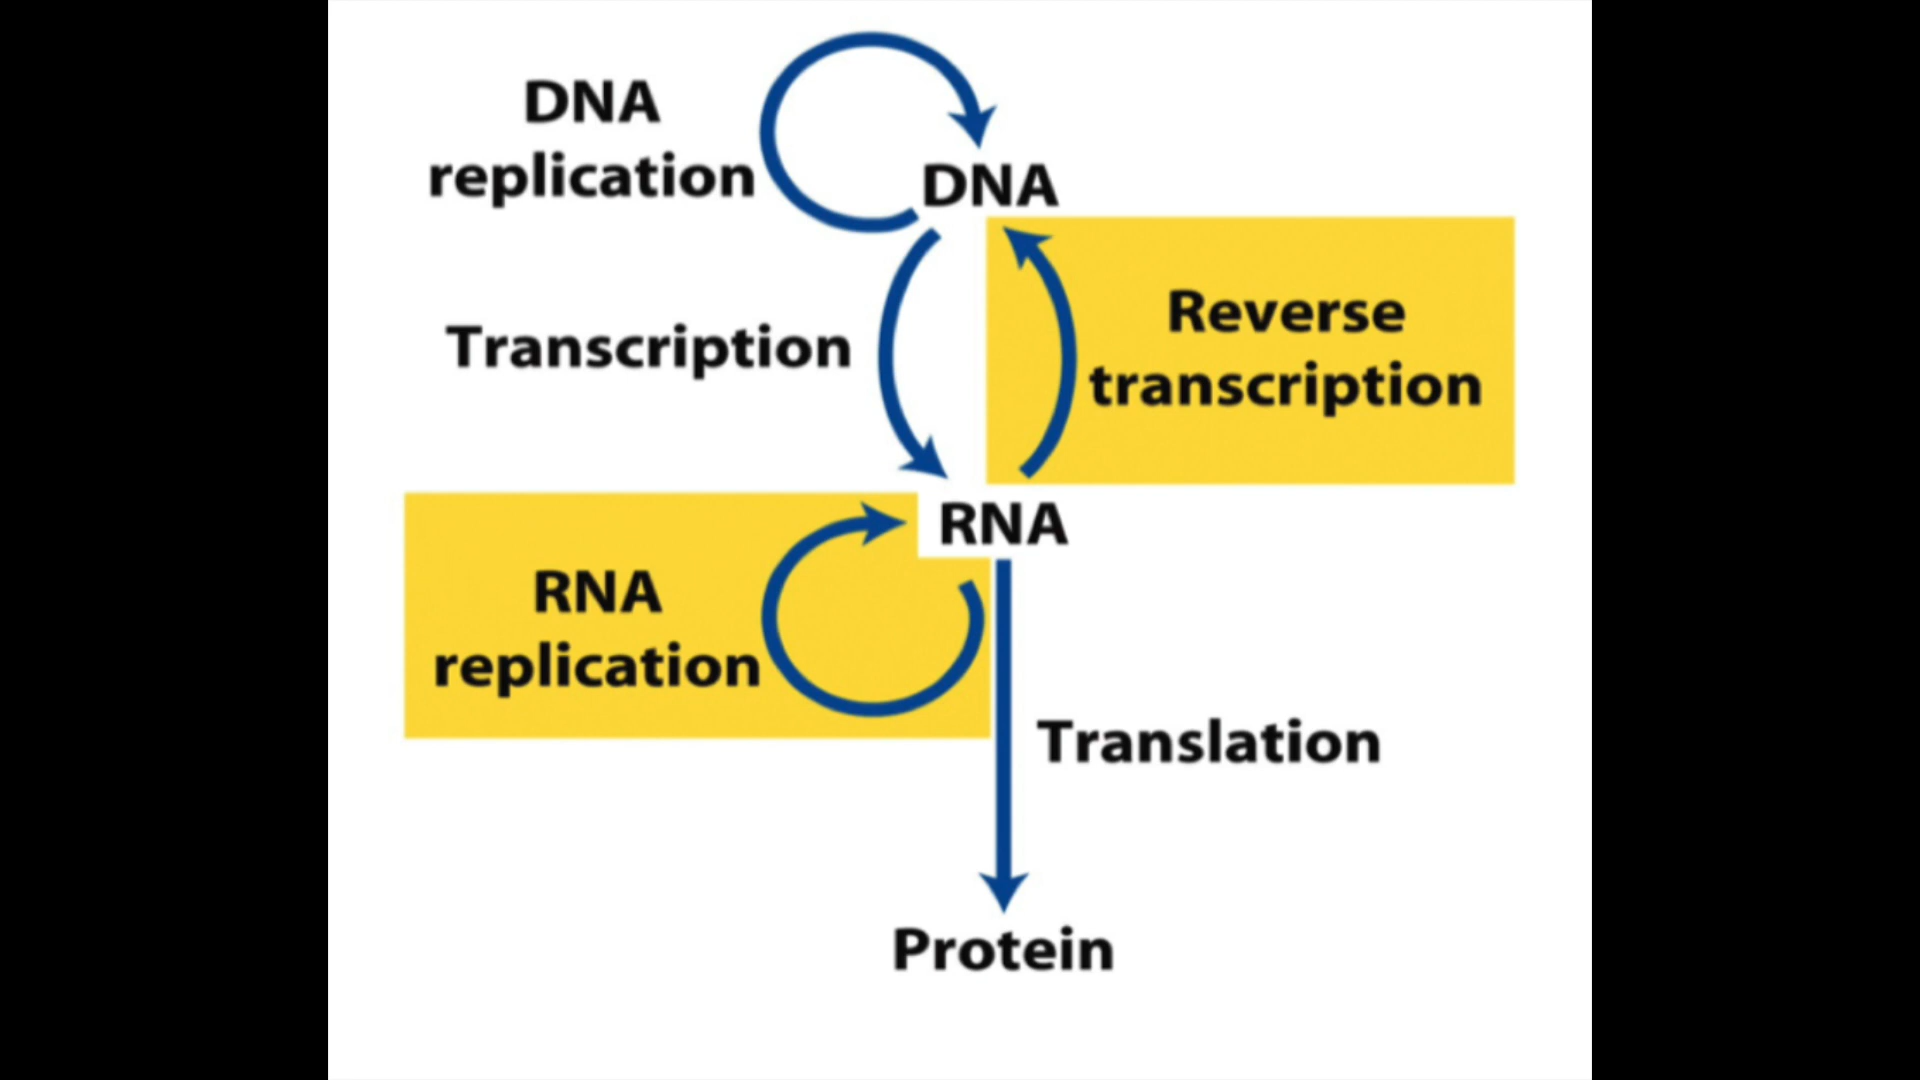 DNA
replication
DNA
Transcription
Reverse
transcription
RNA
RNA
replication
Translation
Protein